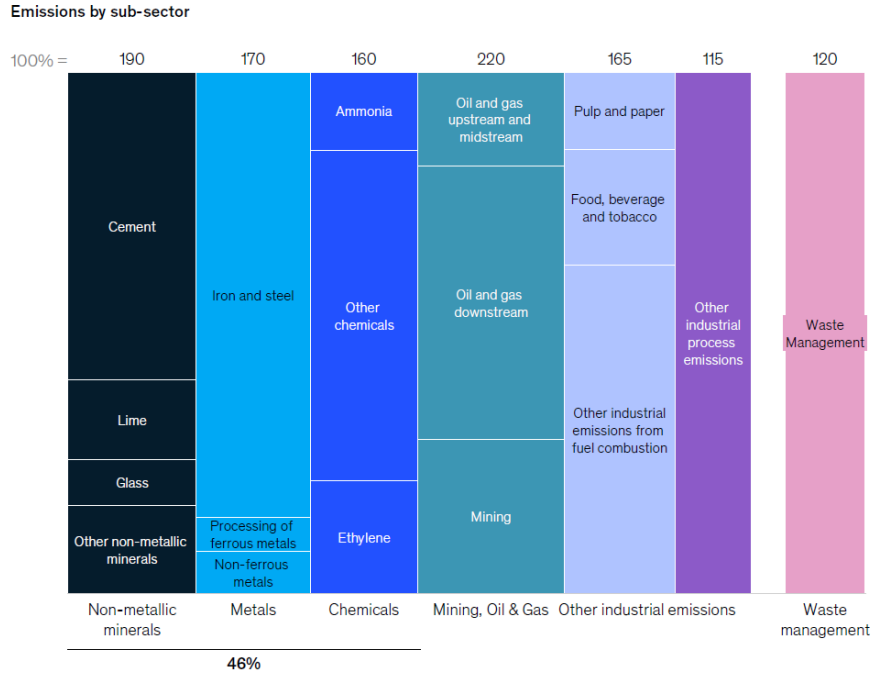 Emissions by sub-sector
100% =
190
170
160
220
165
115
120
Cement
Lime
Glass
Other non-metallic
minerals
Iron and steel
Processing of
ferrous metals
Non-ferrous
metals
Ammonia
Other
chemicals
Ethylene
Oil and gas
upstream and
midstream
Oil and gas
downstream
Mining
Pulp and paper
Food, beverage
and tobacco
Other industrial
emissions from
fuel combustion
Other
industrial
process
emissions
Waste
Management
Non-metallic
minerals
Metals
Chemicals
Mining, Oil & Gas
Other industrial emissions
Waste
management
46%